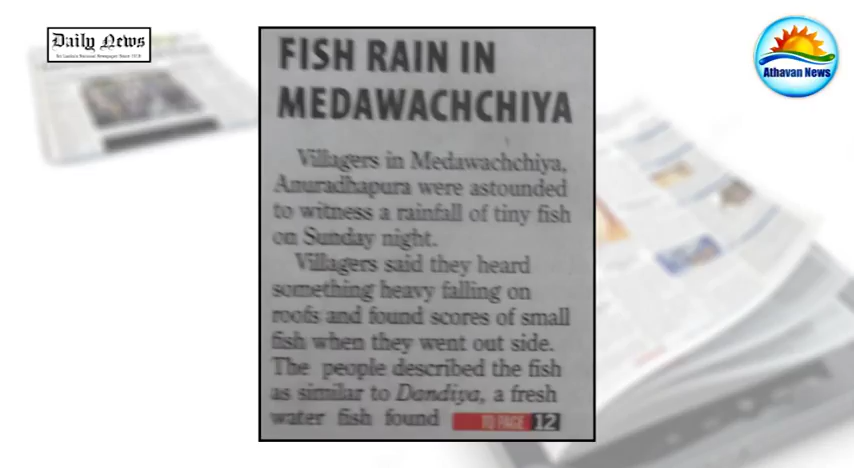 Daily News
Athavan News
FISH RAIN IN
MEDAWACHCHIYA
Villagers in Medawachchiya,
Anuradhapura were astounded
to witness a rainfall of tiny fish
on Sunday night.
Villagers said they heard
something heavy falling on
roofs and found scores of small
fish when they went out side.
The people described the fish
as similar to Dandiya, a fresh
water fish found TO PAGE 12